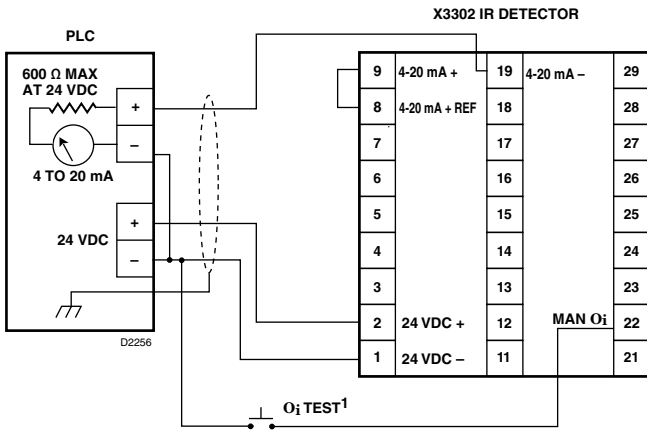 X3302 IR DETECTOR
PLC
600 Ω MAX
AT 24 VDC
+
–
4 TO 20 mA
+
24 VDC
–
D2256
9 4-20 mA + 19 4-20 mA – 29
8 4-20 mA + REF 18 28
7 17 27
6 16 26
5 15 25
4 14 24
3 13 23
2 24 VDC + 12 MAN Oi 22
1 24 VDC – 11 21
Oi TEST1